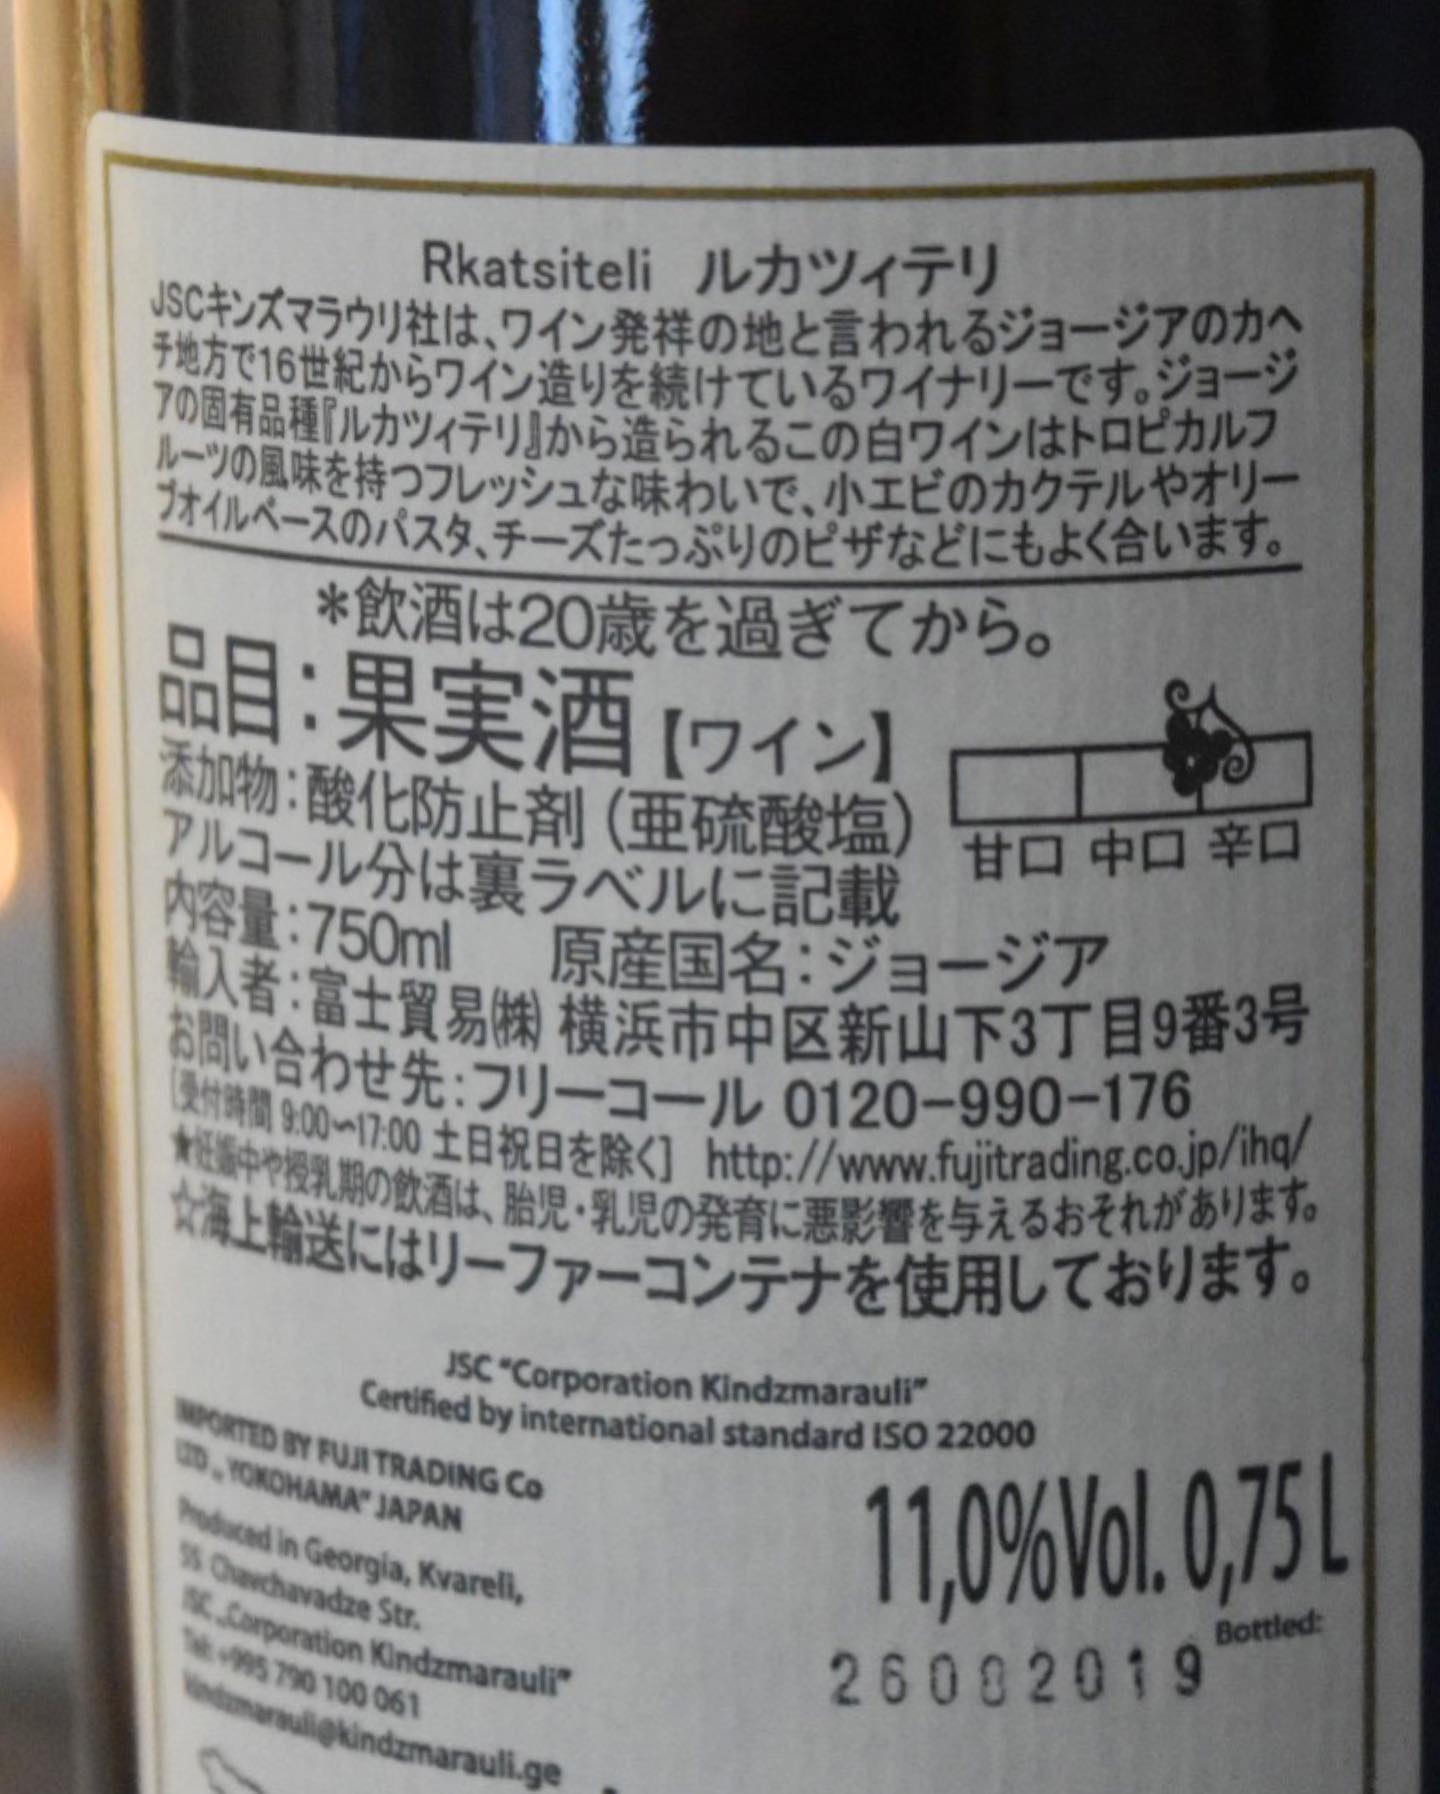 Rkatsiteli ルカツィテリ
JSCキンズマラウリ社は、ワイン発祥の地と言われるジョージアのカヘ
チ地方で16世紀からワイン造りを続けているワイナリーです。ジョージ
アの固有品種『ルカツィテリ』から造られるこの白ワインはトロピカルフ
ルーツの風味を持つフレッシュな味わいで、小エビのカクテルやオリー
ブオイルベースのパスタ、チーズたっぷりのピザなどにもよく合います。
*飲酒は20歳を過ぎてから。
品目：果実酒【ワイン】
添加物：酸化防止剤（亜硫酸塩）
甘口 中口 辛口
アルコール分は裏ラベルに記載
内容量：750ml 原産国名：ジョージア
輸入者：富士貿易㈱ 横浜市中区新山下3丁目9番3号
お問い合わせ先：フリーコール 0120-990-176
[受付時間 9:00〜17:00 土日祝日を除く] http://www.fujitrading.co.jp/ihq/
★妊娠中や授乳期の飲酒は、胎児・乳児の発育に悪影響を与えるおそれがあります。
☆海上輸送にはリーファーコンテナを使用しております。
JSC "Corporation Kindzmarauli"
Certified by international standard ISO 22000
IMPORTED BY FUJI TRADING Co
LTD„ YOKOHAMA" JAPAN
Produced in Georgia, Kvareli,
55 Chavchavadze Str.
JSC „Corporation Kindzmarauli"
Tel: +995 790 100 061
kindzmarauli@kindzmarauli.ge
11,0%Vol. 0,75 L
Bottled:
26082019